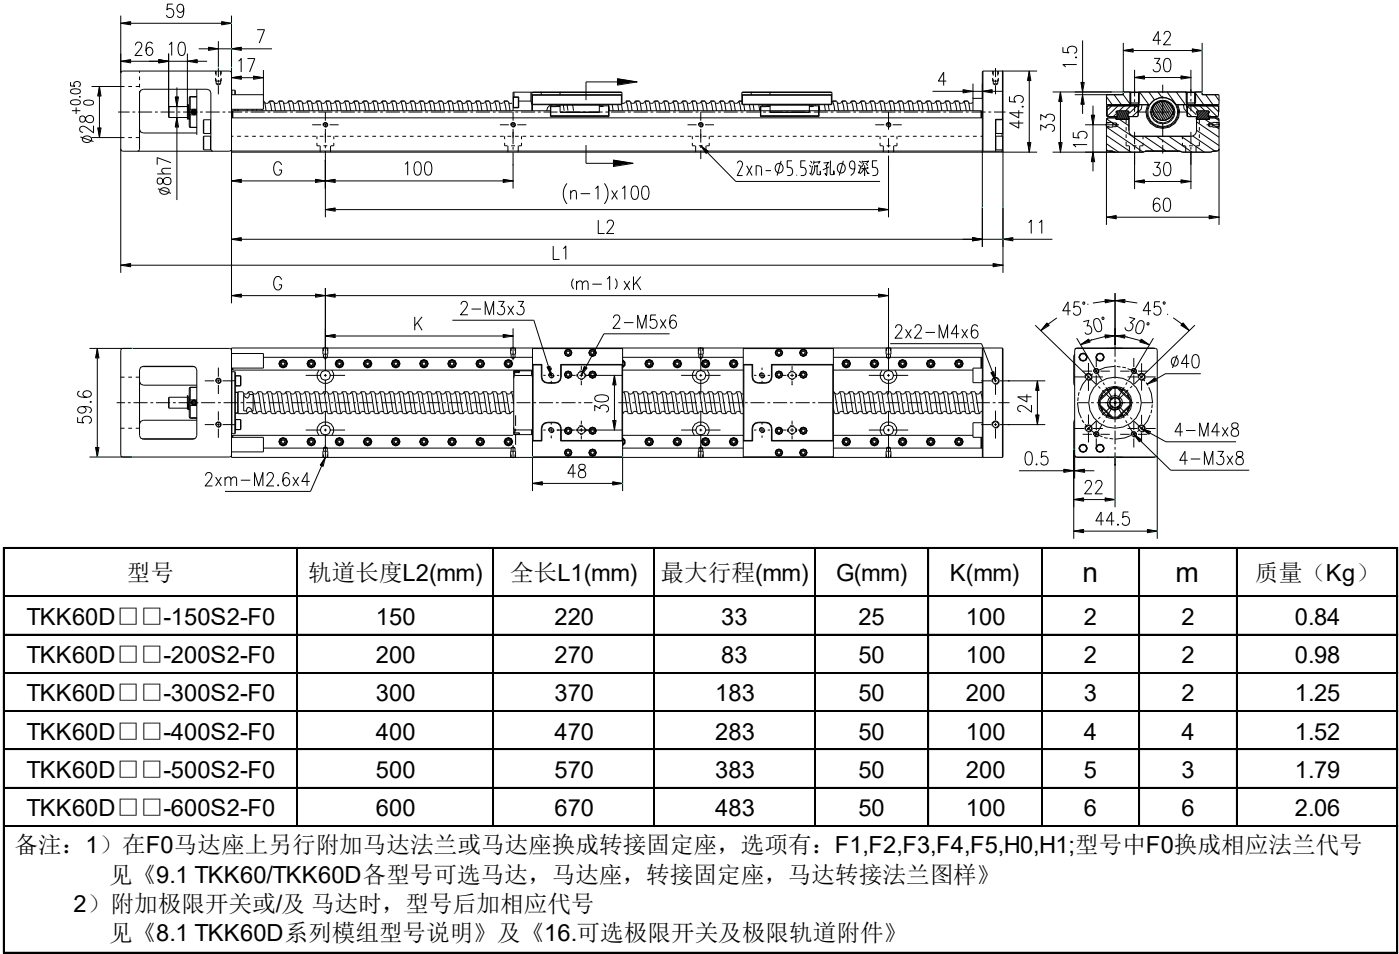 59
7
26
10
17
4
ϕ28 +0.05 0
ϕ8h7
44.5
G
100
2xn-ϕ5.5沉孔ϕ9深5
(n-1)x100
L2
11
L1
42
1.5
30
33
15
30
60
G
(m-1)xK
K
2-M3x3
2-M5x6
2x2-M4x6
59.6
30
24
2xm-M2.6x4
48
45°
45°
30°
30°
ϕ40
4-M4x8
4-M3x8
0.5
22
44.5
型号 轨道长度L2(mm) 全长L1(mm) 最大行程(mm) G(mm) K(mm) n m 质量（Kg）
TKK60D□□-150S2-F0 150 220 33 25 100 2 2 0.84
TKK60D□□-200S2-F0 200 270 83 50 100 2 2 0.98
TKK60D□□-300S2-F0 300 370 183 50 200 3 2 1.25
TKK60D□□-400S2-F0 400 470 283 50 100 4 4 1.52
TKK60D□□-500S2-F0 500 570 383 50 200 5 3 1.79
TKK60D□□-600S2-F0 600 670 483 50 100 6 6 2.06
备注：1）在F0马达座上另行附加马达法兰或马达座换成转接固定座，选项有：F1,F2,F3,F4,F5,H0,H1;型号中F0换成相应法兰代号
见《9.1 TKK60/TKK60D各型号可选马达，马达座，转接固定座，马达转接法兰图样》
2）附加极限开关或/及 马达时，型号后加相应代号
见《8.1 TKK60D系列模组型号说明》及《16.可选极限开关及极限轨道附件》